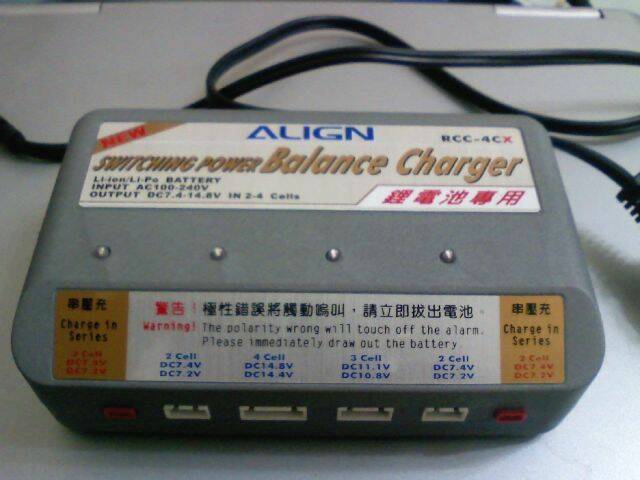 NEW
ALIGN
RCC-4CX
SWITCHING POWER Balance Charger
Li-ion/Li-Po BATTERY
INPUT AC100-240V
OUTPUT DC7.4-14.8V IN 2-4 Cells
鋰電池專用
串壓充
Charge in
Series
2 Cell
DC7.4V
DC7.2V
警告! 極性錯誤將觸動嗚叫,請立即拔出電池。
Warning! The polarity wrong will touch off the alarm.
Please immediately draw out the battery.
2 Cell
DC7.4V
DC7.2V
4 Cell
DC14.8V
DC14.4V
3 Cell
DC11.1V
DC10.8V
2 Cell
DC7.4V
DC7.2V
串壓充
Charge in
Series
2 Cell
DC7.4V
DC7.2V